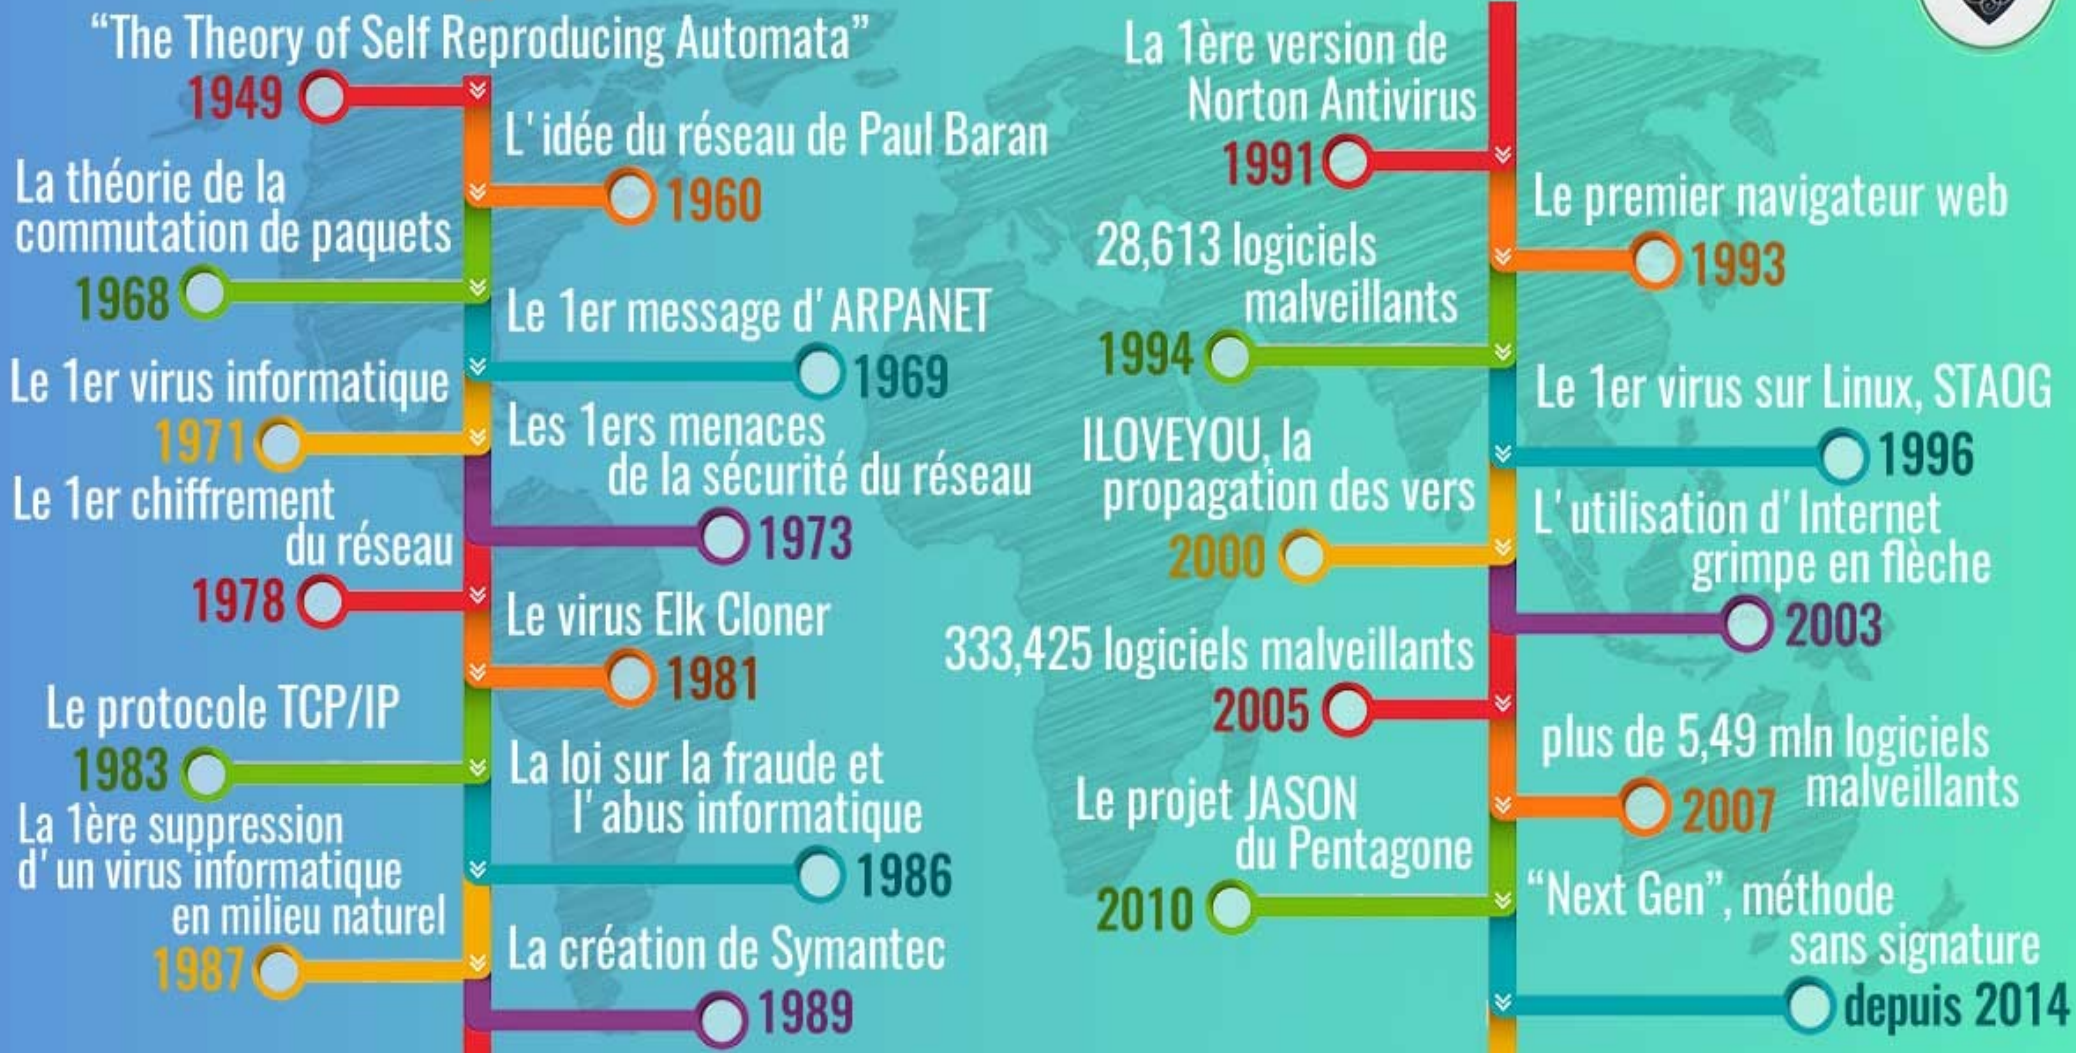 “The Theory of Self Reproducing Automata”
1949
L'idée du réseau de Paul Baran
1960
La théorie de la
commutation de paquets
1968
Le 1er message d'ARPANET
1969
Le 1er virus informatique
1971
Les 1ers menaces
de la sécurité du réseau
1973
Le 1er chiffrement
du réseau
1978
Le virus Elk Cloner
1981
Le protocole TCP/IP
1983
La loi sur la fraude et
l'abus informatique
1986
La 1ère suppression
d'un virus informatique
en milieu naturel
1987
La création de Symantec
1989
La 1ère version de
Norton Antivirus
1991
Le premier navigateur web
1993
28,613 logiciels
malveillants
1994
Le 1er virus sur Linux, STAOG
1996
ILOVEYOU, la
propagation des vers
2000
L'utilisation d'Internet
grimpe en flèche
2003
333,425 logiciels malveillants
2005
plus de 5,49 mln logiciels
malveillants
2007
Le projet JASON
du Pentagone
2010
“Next Gen”, méthode
sans signature
depuis 2014